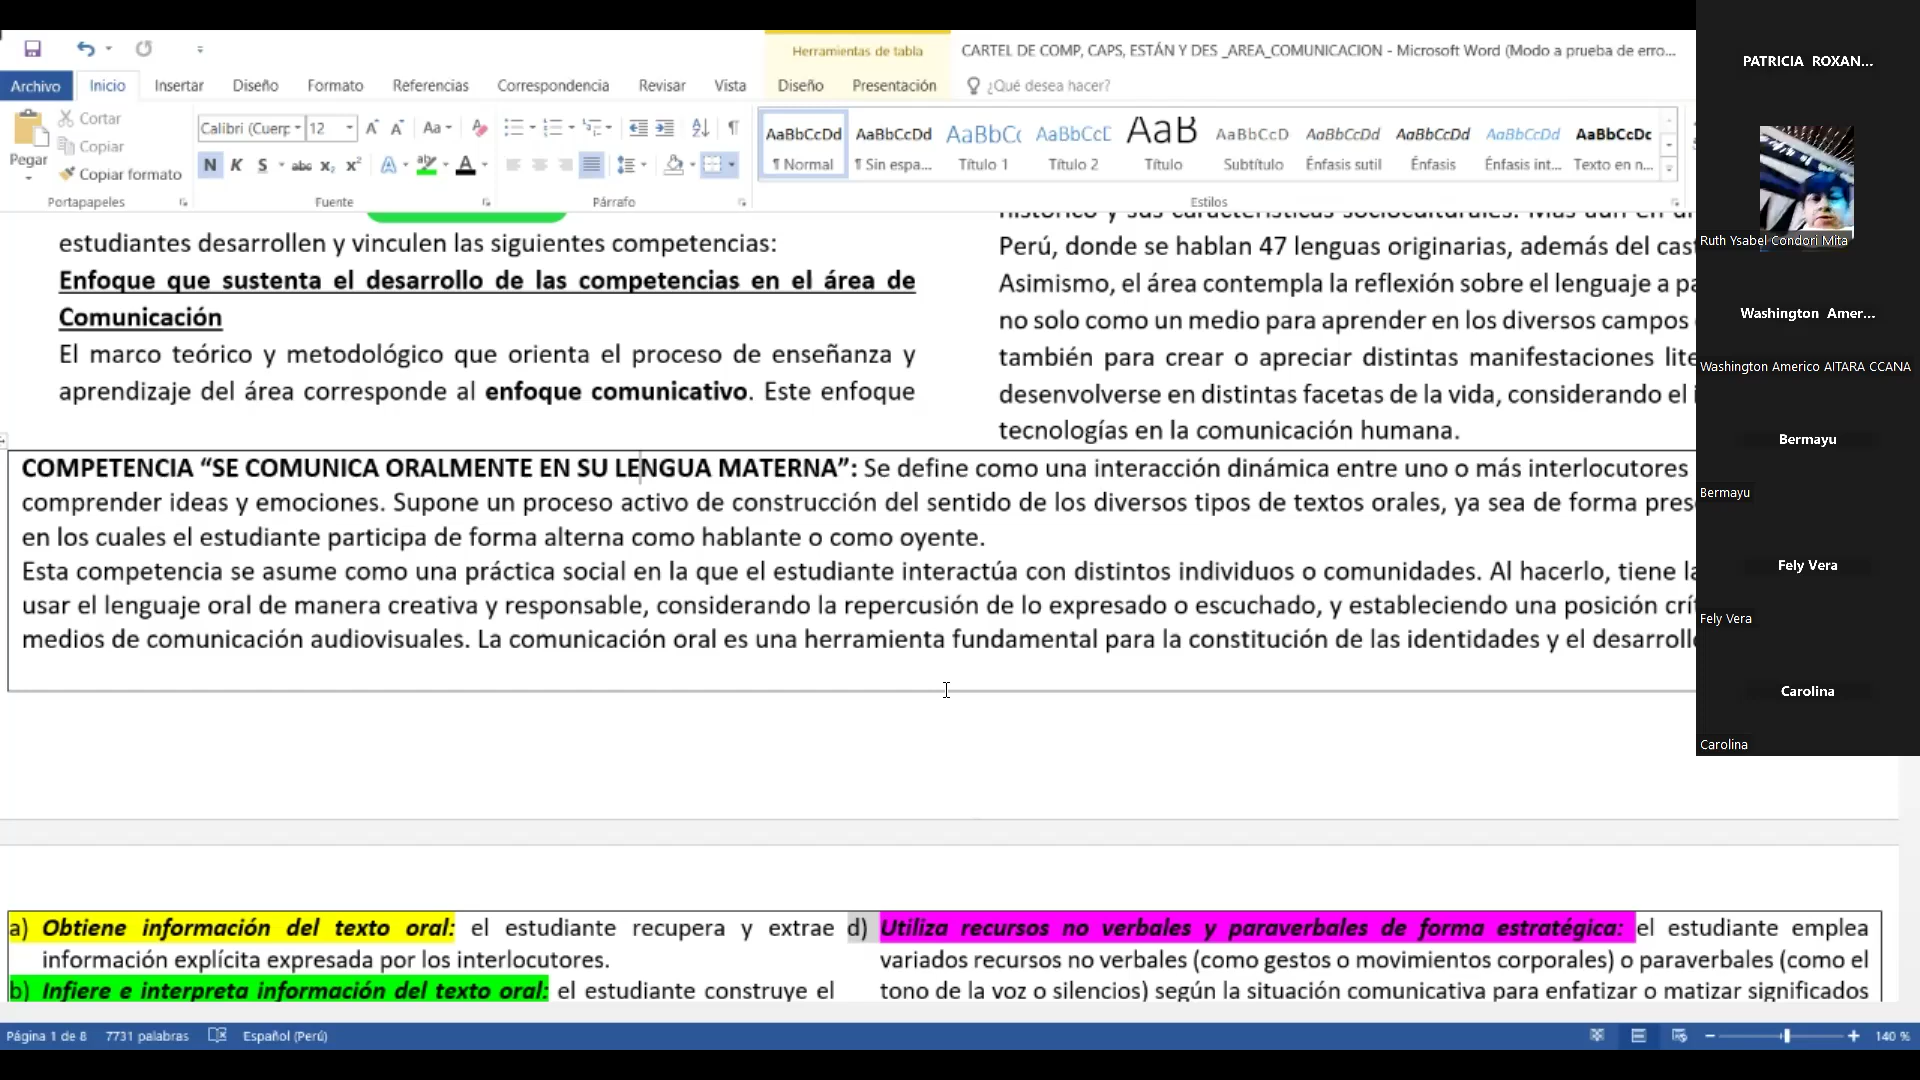 Herramientas de tabla
CARTEL DE COMP, CAPS, ESTÁN Y DES _AREA_COMUNICACION - Microsoft Word (Modo a prueba de erro...
Archivo Inicio Insertar Diseño Formato Referencias Correspondencia Revisar Vista Diseño Presentación ¿Qué desea hacer?
Pegar
Cortar
Copiar
Copiar formato
Calibri (Cuerp 12
Aa
N K S abc x₂ x²
AaBbCcDd AaBbCcDd AaBbCc AaBbCcC AaB AaBbCcD AaBbCcDd AaBbCcDd AaBbCcDd AaBbCcDc
¶ Normal ¶ Sin espa... Título 1 Título 2 Título Subtítulo Énfasis sutil Énfasis Énfasis int... Texto en n...
Portapapeles Fuente Párrafo Estilos
estudiantes desarrollen y vinculen las siguientes competencias:
Enfoque que sustenta el desarrollo de las competencias en el área de
Comunicación
El marco teórico y metodológico que orienta el proceso de enseñanza y
aprendizaje del área corresponde al enfoque comunicativo. Este enfoque
histórico y sus características socioculturales. Más aún en
Perú, donde se hablan 47 lenguas originarias, además del cas
Asimismo, el área contempla la reflexión sobre el lenguaje a pa
no solo como un medio para aprender en los diversos campos
también para crear o apreciar distintas manifestaciones lite
desenvolverse en distintas facetas de la vida, considerando el
tecnologías en la comunicación humana.
COMPETENCIA “SE COMUNICA ORALMENTE EN SU LENGUA MATERNA”: Se define como una interacción dinámica entre uno o más interlocutores
comprender ideas y emociones. Supone un proceso activo de construcción del sentido de los diversos tipos de textos orales, ya sea de forma pres
en los cuales el estudiante participa de forma alterna como hablante o como oyente.
Esta competencia se asume como una práctica social en la que el estudiante interactúa con distintos individuos o comunidades. Al hacerlo, tiene la
usar el lenguaje oral de manera creativa y responsable, considerando la repercusión de lo expresado o escuchado, y estableciendo una posición crí
medios de comunicación audiovisuales. La comunicación oral es una herramienta fundamental para la constitución de las identidades y el desarroll
a) Obtiene información del texto oral: el estudiante recupera y extrae
información explícita expresada por los interlocutores.
b) Infiere e interpreta información del texto oral: el estudiante construye el
d) Utiliza recursos no verbales y paraverbales de forma estratégica: el estudiante emplea
variados recursos no verbales (como gestos o movimientos corporales) o paraverbales (como el
tono de la voz o silencios) según la situación comunicativa para enfatizar o matizar significados
Página 1 de 8 7731 palabras Español (Perú) 140 %
PATRICIA ROXAN...
Ruth Ysabel Condori Mita
Washington Amer...
Washington Americo AITARA CCANA
Bermayu
Bermayu
Fely Vera
Fely Vera
Carolina
Carolina